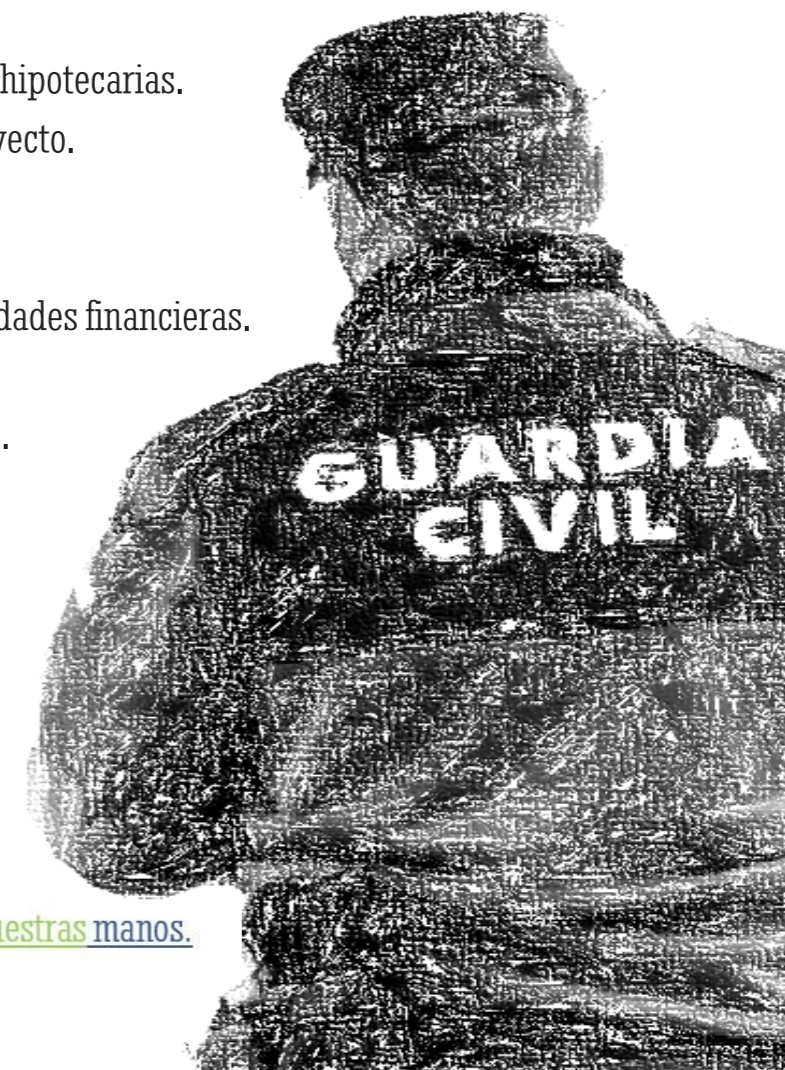 hipotecarias.
yecto.
dades financieras.
.
GUARDIA
CIVIL
uestras manos.